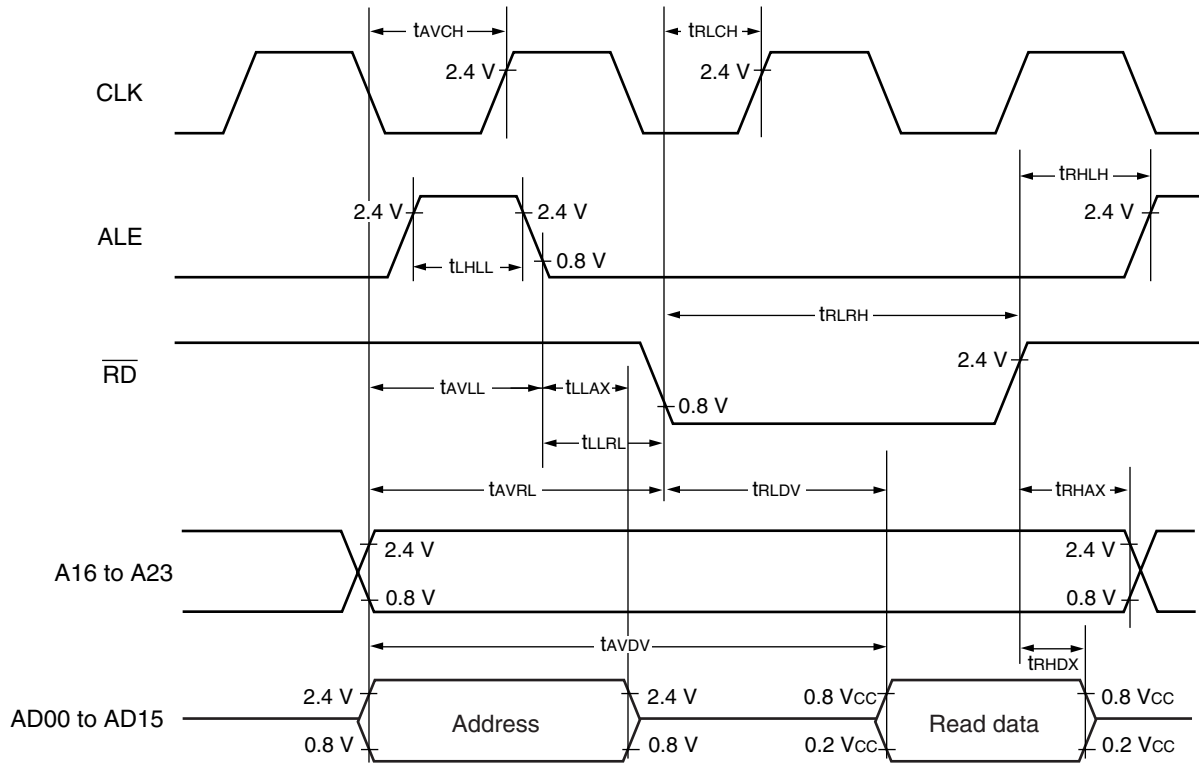 tAVCH
tRLCH
CLK
2.4 V
2.4 V
tRHLH
ALE
2.4 V
2.4 V
2.4 V
tLHLL
0.8 V
tRLRH
RD
2.4 V
tAVLL
tLLAX
0.8 V
tLLRL
tAVRL
tRLDV
tRHAX
A16 to A23
2.4 V
2.4 V
0.8 V
0.8 V
tAVDV
tRHDX
AD00 to AD15
2.4 V
Address
2.4 V
0.8 VCC
Read data
0.8 VCC
0.8 V
0.8 V
0.2 VCC
0.2 VCC